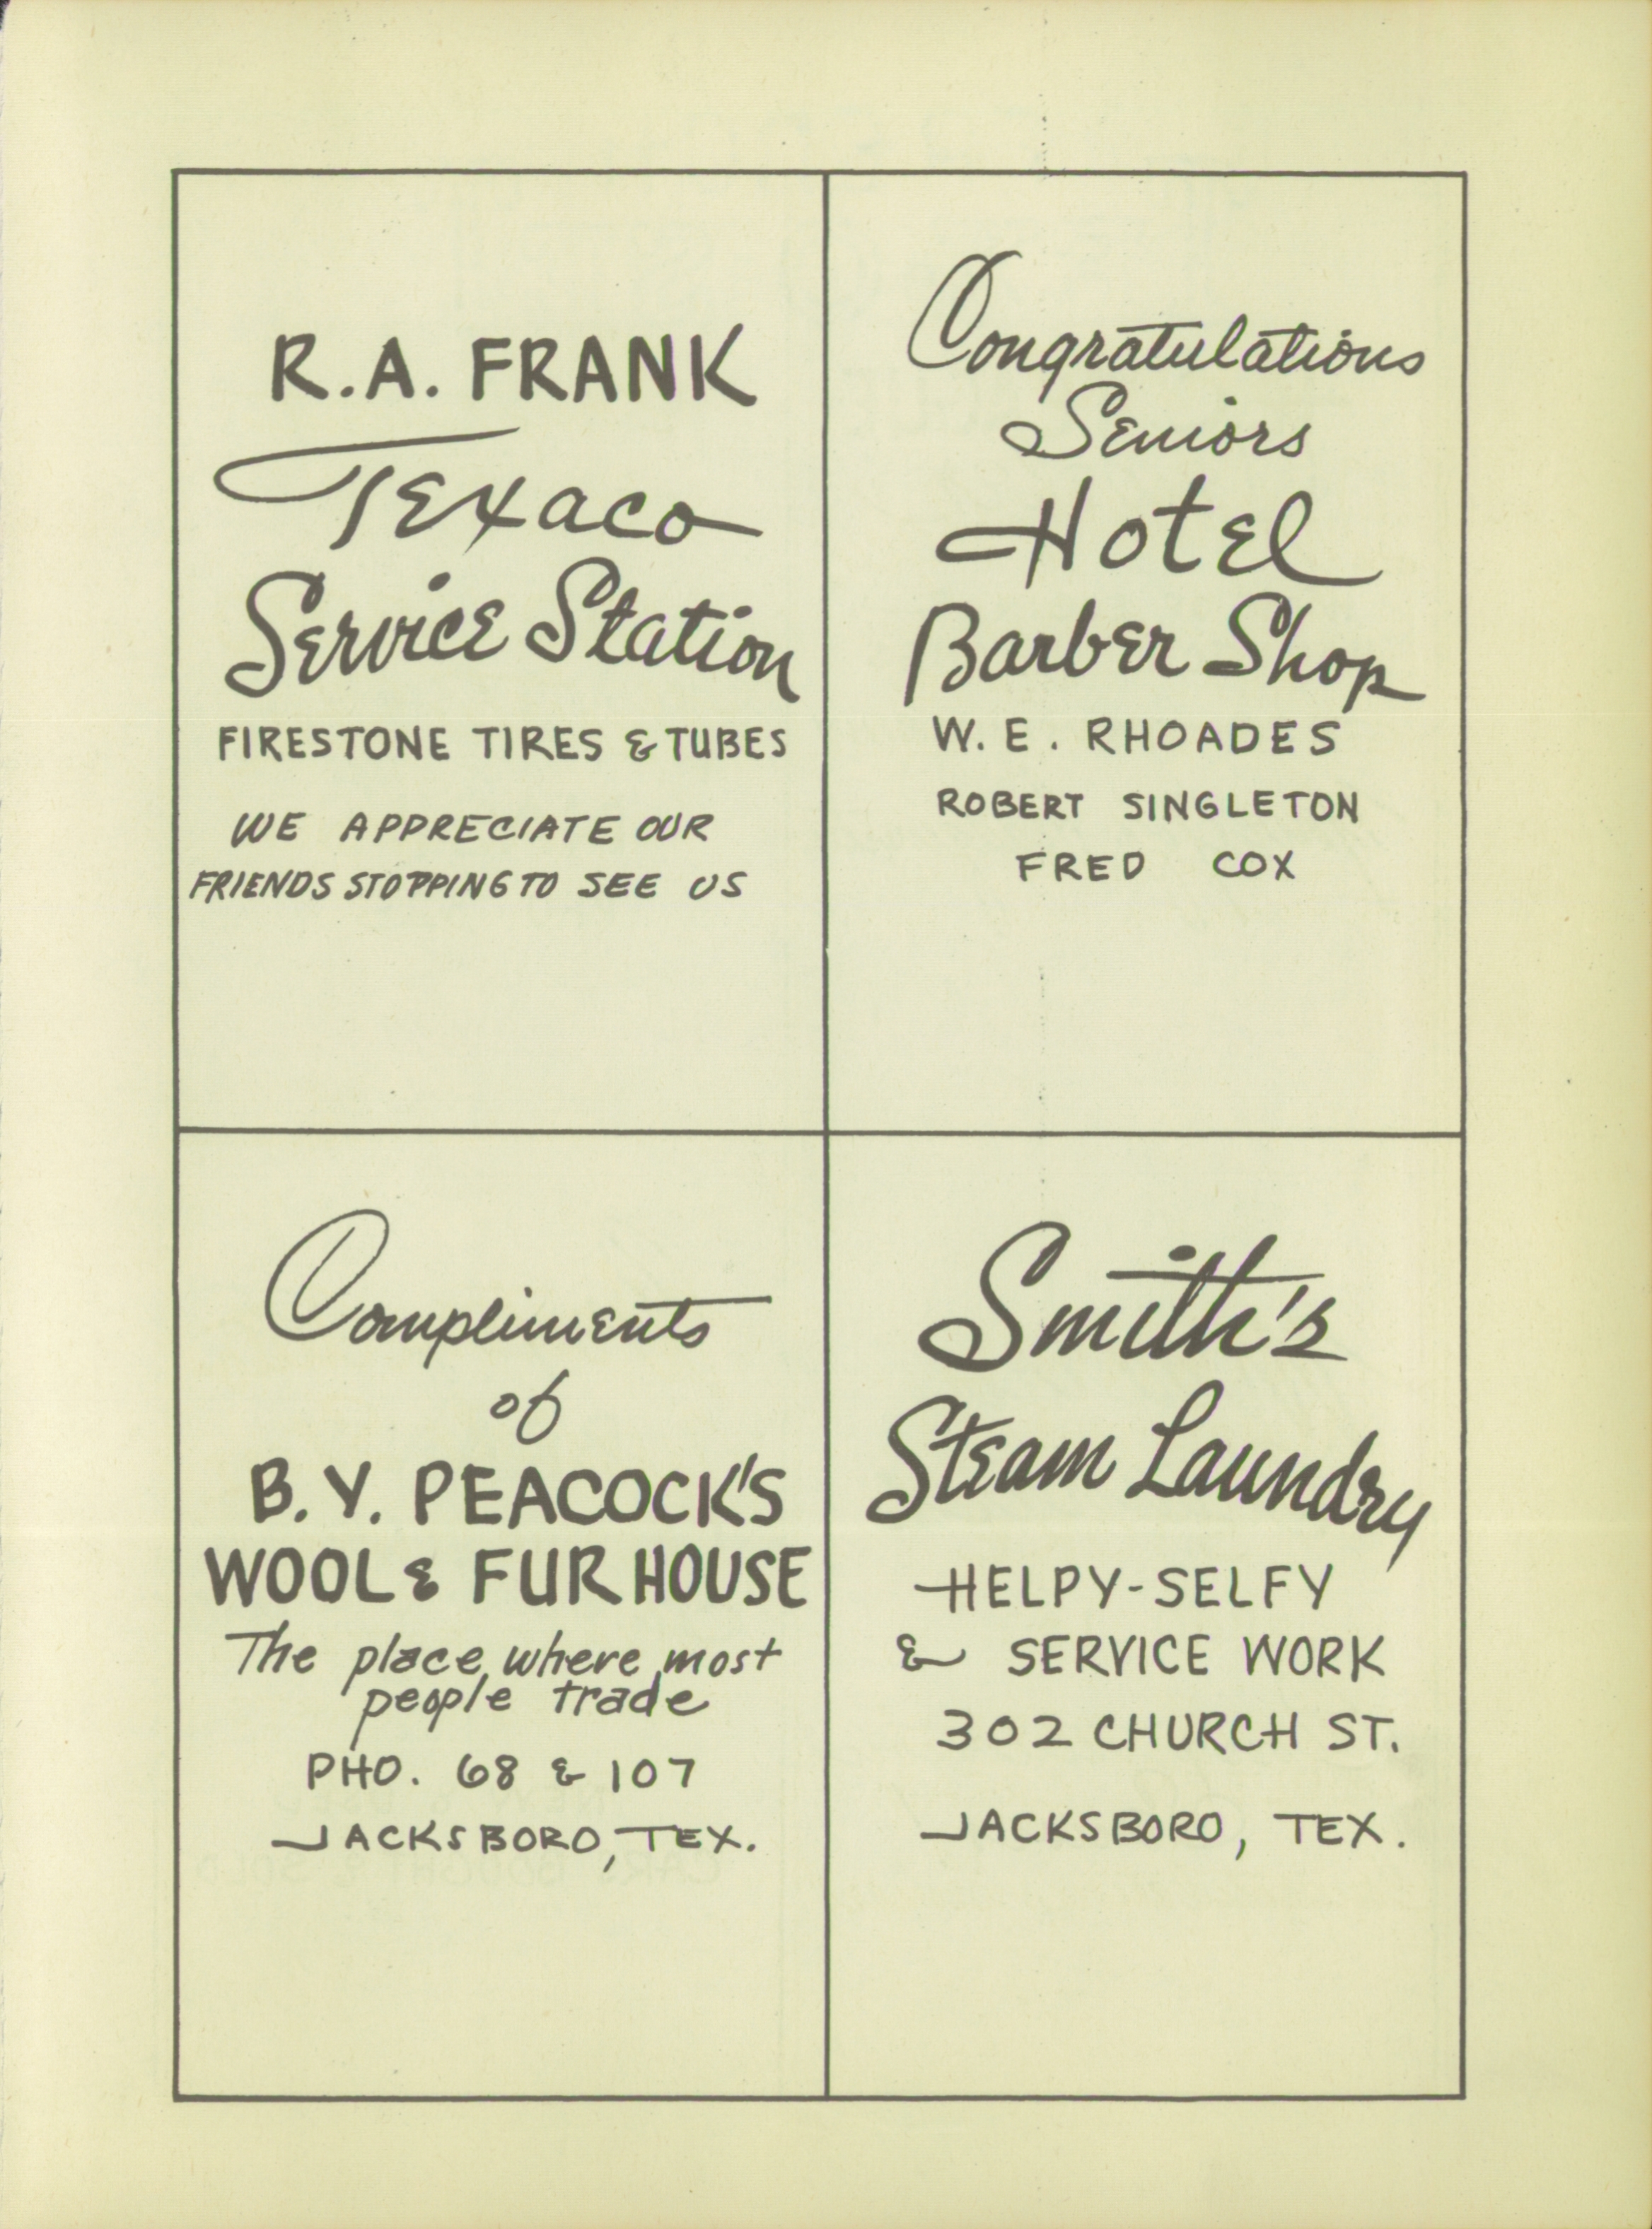 R.A. FRANK
Texaco
Service Station
FIRESTONE TIRES & TUBES
WE APPRECIATE OUR
FRIENDS STOPPING TO SEE US
Congratulations
Seniors
Hotel
Barber Shop
W. E. RHOADES
ROBERT SINGLETON
FRED COX
Compliments
of
B. Y. PEACOCK'S
WOOL & FUR HOUSE
The place where most
people trade
PHO. 68 & 107
JACKSBORO, TEX.
Smith's
Steam Laundry
HELPY-SELFY
& SERVICE WORK
302 CHURCH ST.
JACKSBORO, TEX.